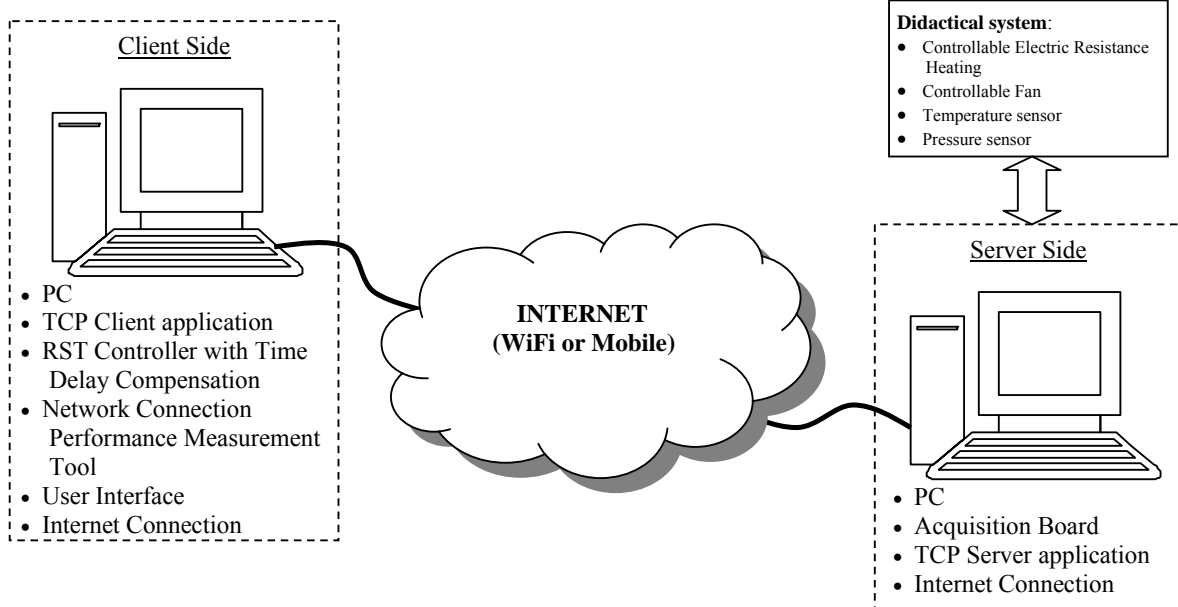 Client Side
• PC
• TCP Client application
• RST Controller with Time
Delay Compensation
• Network Connection
Performance Measurement
Tool
• User Interface
• Internet Connection
INTERNET
(WiFi or Mobile)
Didactical system:
• Controllable Electric Resistance
Heating
• Controllable Fan
• Temperature sensor
• Pressure sensor
Server Side
• PC
• Acquisition Board
• TCP Server application
• Internet Connection